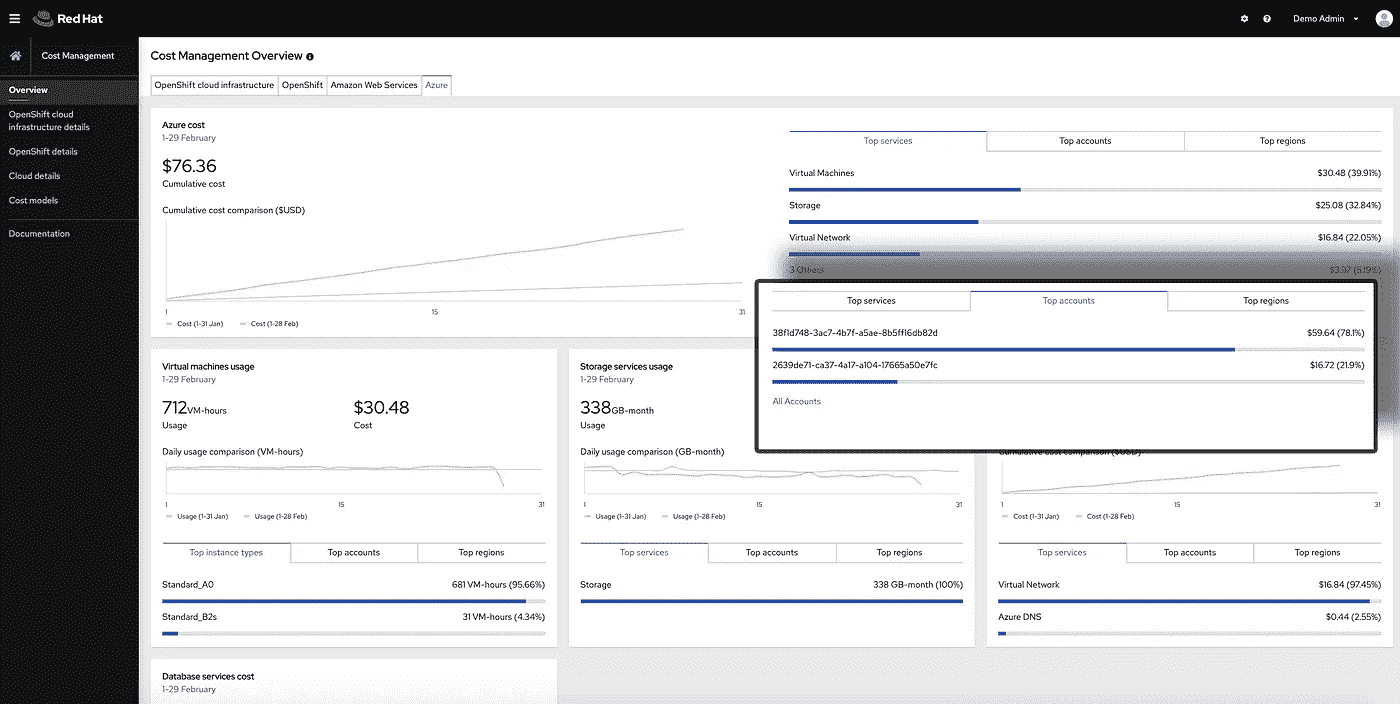 Red Hat
Demo Admin
Cost Management
Overview
OpenShift cloud
infrastructure details
OpenShift details
Cloud details
Cost models
Documentation
Cost Management Overview
OpenShift cloud infrastructure OpenShift Amazon Web Services Azure
Azure cost
1-29 February
$76.36
Cumulative cost
Cumulative cost comparison ($USD)
1 15 31
Cost (1-31 Jan) Cost (1-28 Feb)
Top services Top accounts Top regions
Virtual Machines $30.48 (39.91%)
Storage $25.08 (32.84%)
Virtual Network $16.84 (22.05%)
3 Others $3.97 (5.19%)
Top services Top accounts Top regions
38f1d748-3ac7-4b7f-a5ae-8b5ff16db82d $59.64 (78.1%)
2639de71-ca37-4a17-a104-17665a50e7fc $16.72 (21.9%)
All Accounts
Virtual machines usage
1-29 February
712 VM-hours $30.48
Usage Cost
Daily usage comparison (VM-hours)
1 15 31
Usage (1-31 Jan) Usage (1-28 Feb)
Top instance types Top accounts Top regions
Standard_A0 681 VM-hours (95.66%)
Standard_B2s 31 VM-hours (4.34%)
Storage services usage
1-29 February
338 GB-month
Usage
Daily usage comparison (GB-month)
1 15 31
Usage (1-31 Jan) Usage (1-28 Feb)
Top services Top accounts Top regions
Storage 338 GB-month (100%)
Cumulative cost comparison ($USD)
1 15 31
Cost (1-31 Jan) Cost (1-28 Feb)
Top services Top accounts Top regions
Virtual Network $16.84 (97.45%)
Azure DNS $0.44 (2.55%)
Database services cost
1-29 February